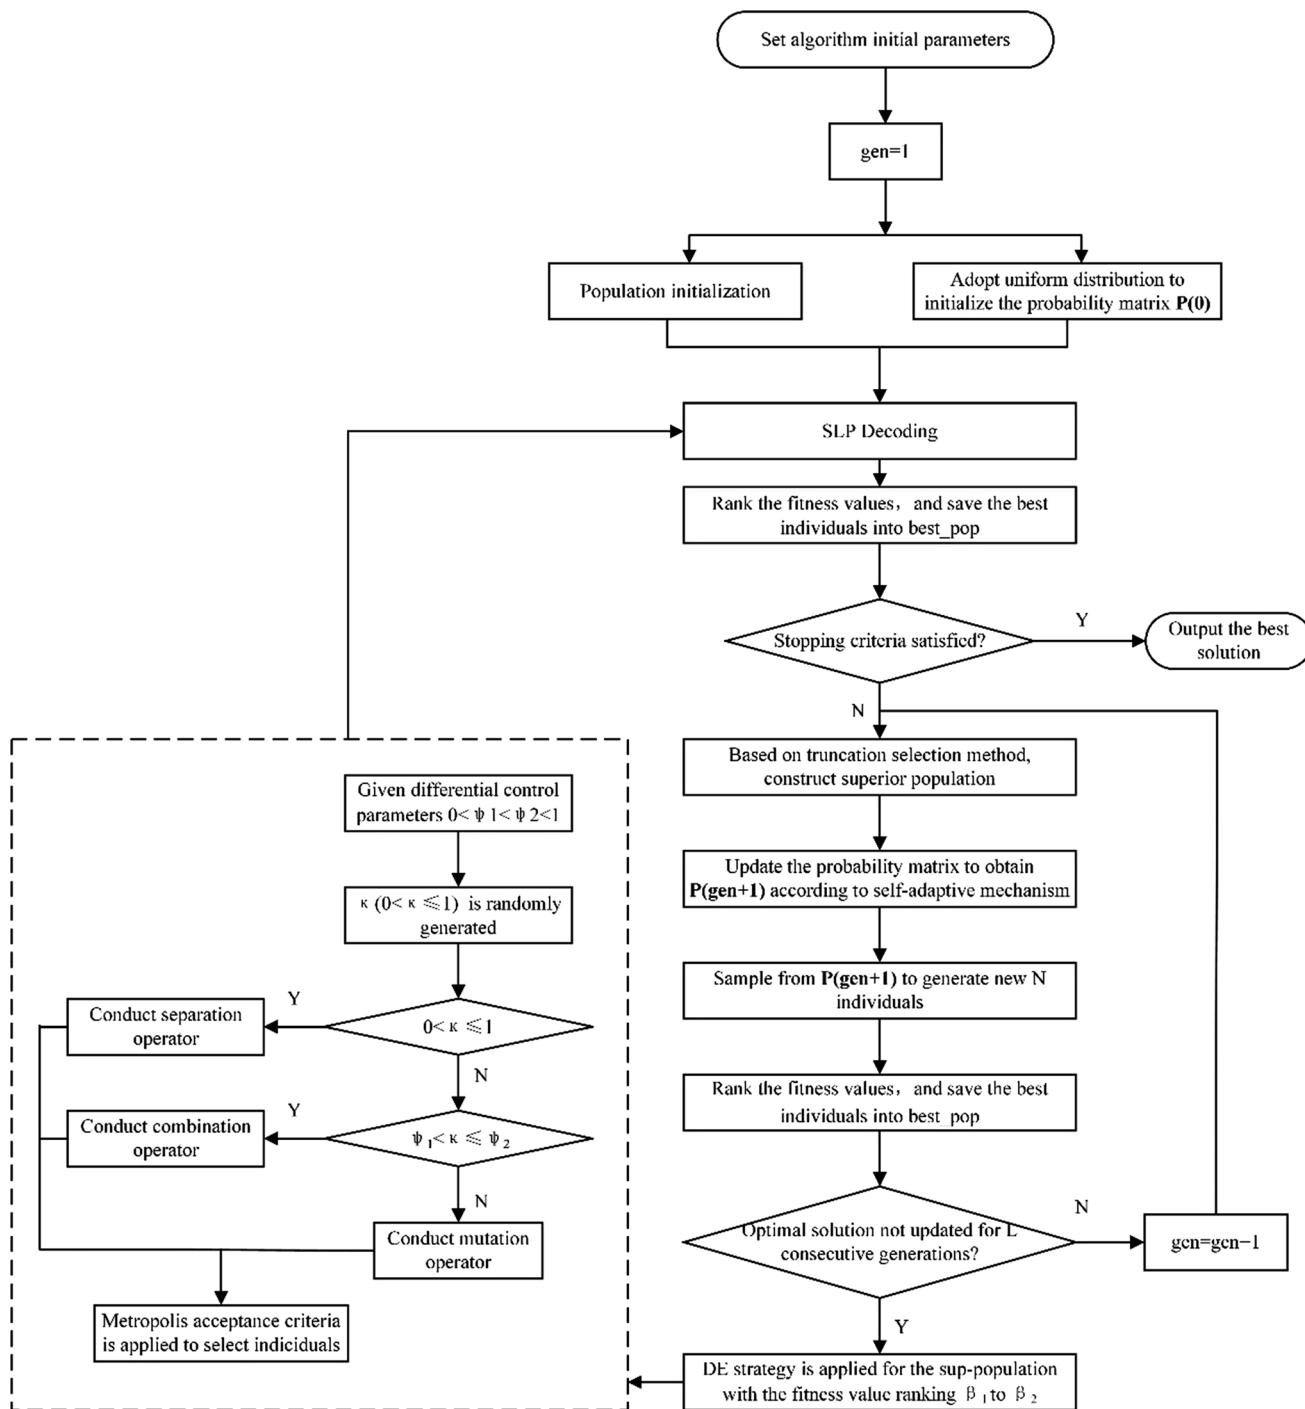 Set algorithm initial parameters
gen=1
Population initialization
Adopt uniform distribution to
initialize the probability matrix P(0)
SLP Decoding
Rank the fitness values，and save the best
individuals into best_pop
Stopping criteria satisfied?
Y
Output the best
solution
N
Based on truncation selection method,
construct superior population
Update the probability matrix to obtain
P(gen+1) according to self-adaptive mechanism
Sample from P(gen+1) to generate new N
individuals
Rank the fitness values，and save the best
individuals into best_pop
Optimal solution not updated for L
consecutive generations?
N
gen=gen−1
Y
DE strategy is applied for the sup-population
with the fitness value ranking β₁ to β₂
Given differential control
parameters 0< ψ 1< ψ 2<1
κ (0< κ ≤1) is randomly
generated
0< κ ≤1
Y
Conduct separation
operator
N
ψ₁< κ ≤ ψ₂
Y
Conduct combination
operator
N
Conduct mutation
operator
Metropolis acceptance criteria
is applied to select indiciduals